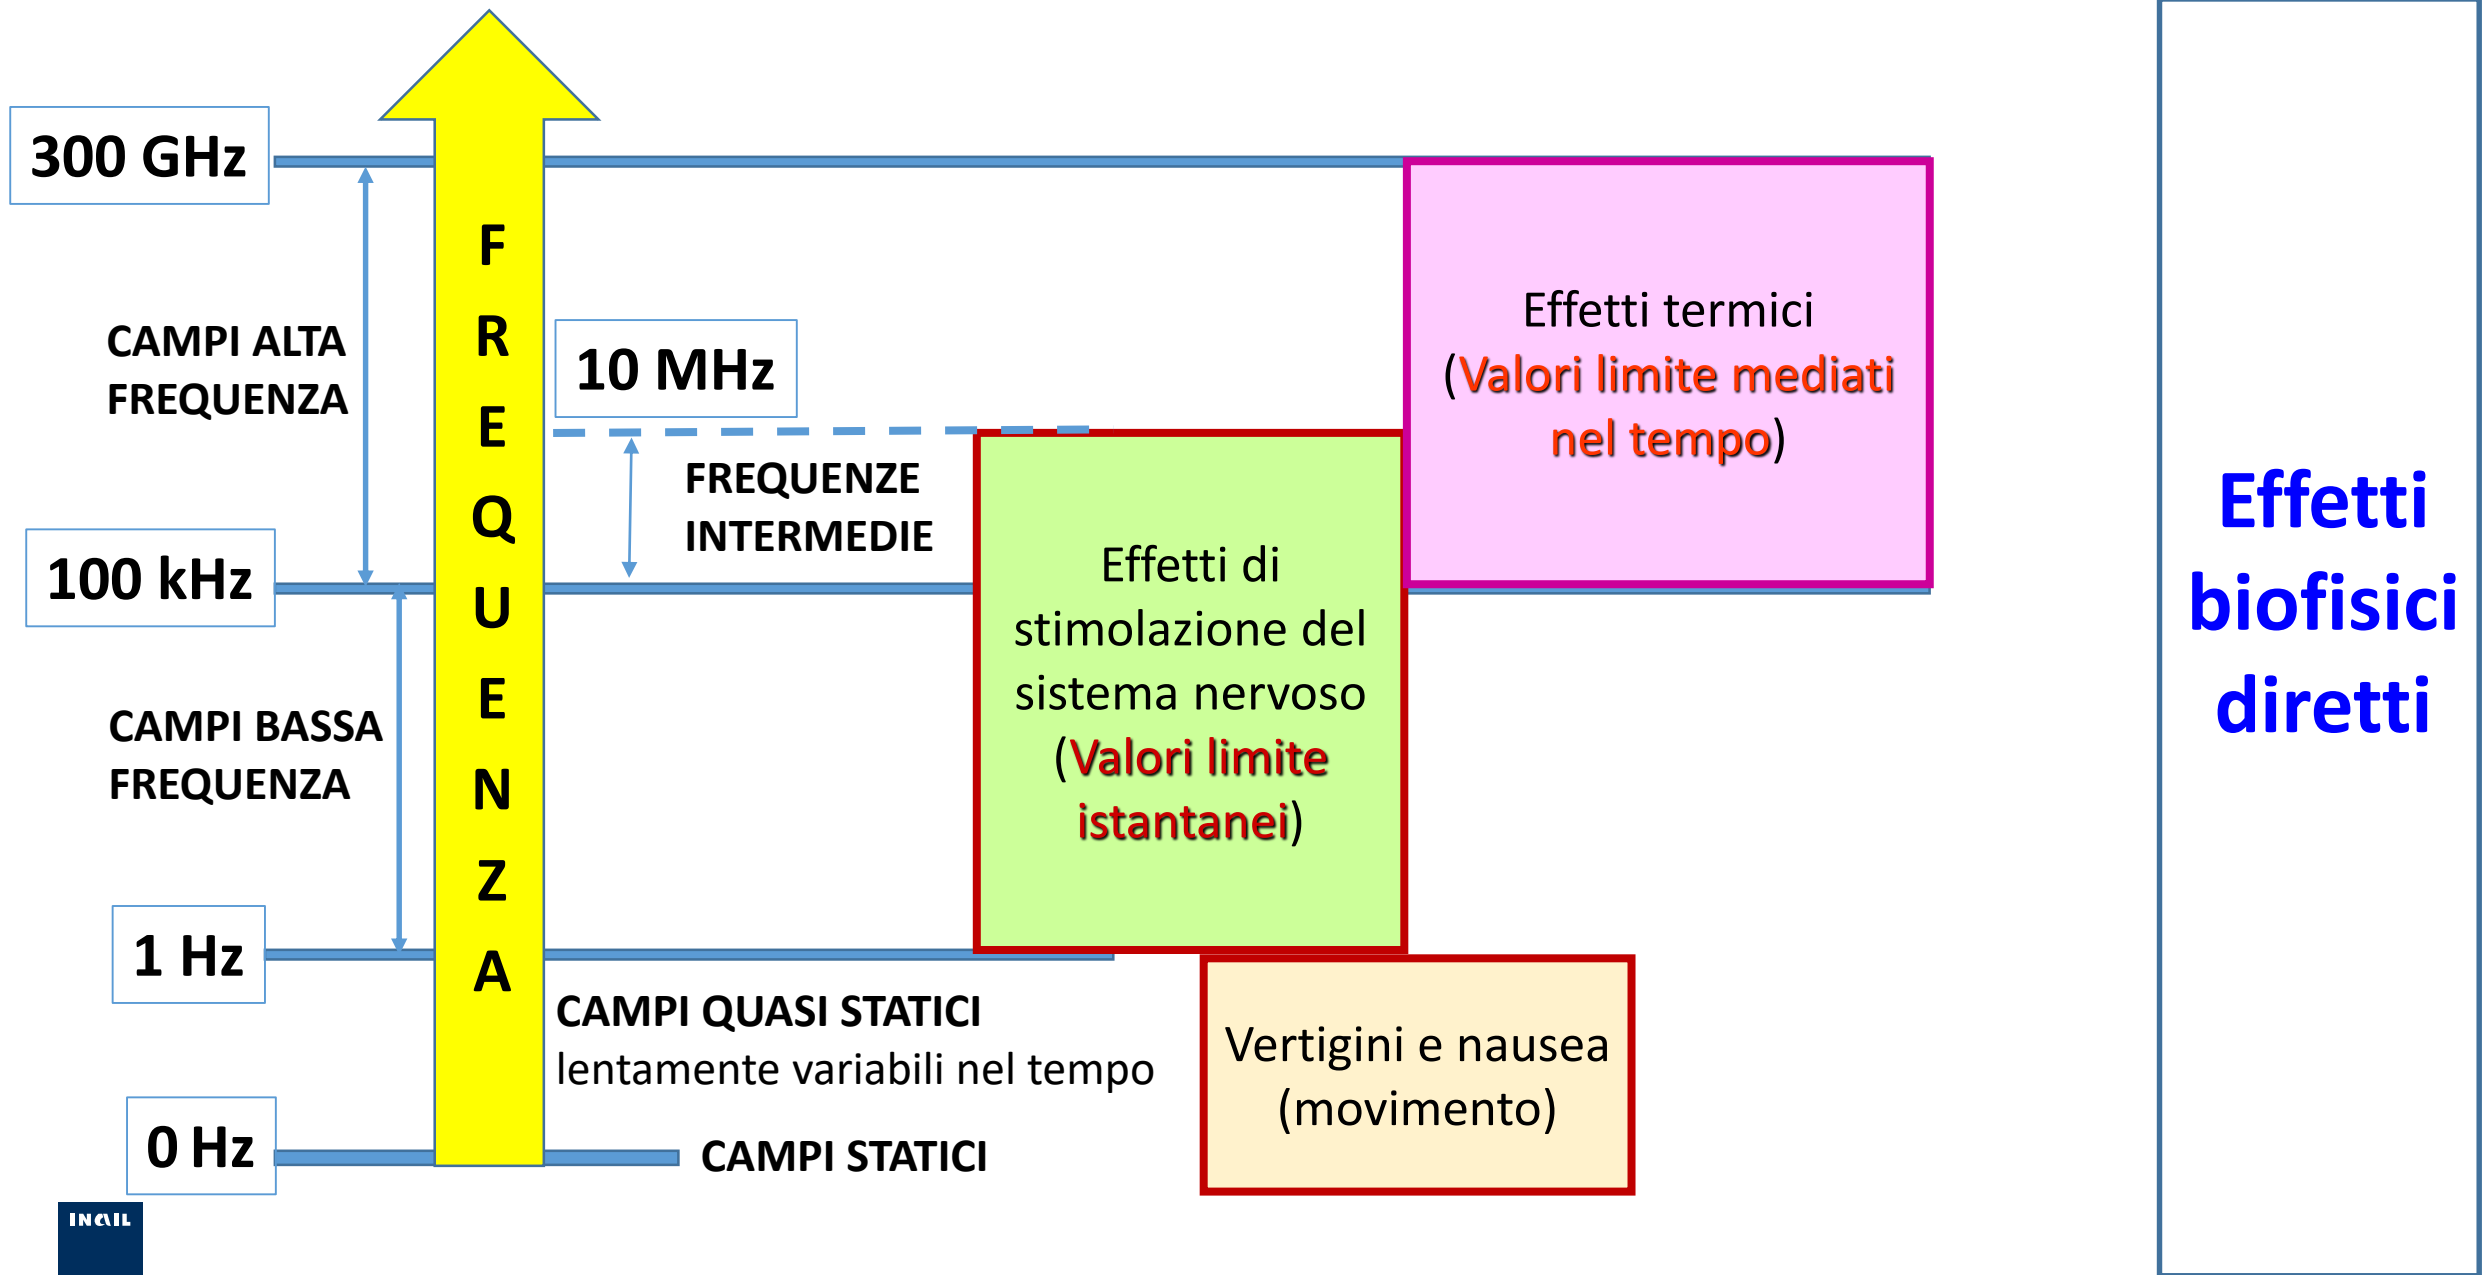 300 GHz
F
R
E
Q
U
E
N
Z
A
CAMPI ALTA
FREQUENZA
10 MHz
FREQUENZE
INTERMEDIE
100 kHz
CAMPI BASSA
FREQUENZA
1 Hz
CAMPI QUASI STATICI
lentamente variabili nel tempo
0 Hz
CAMPI STATICI
Effetti termici
(Valori limite mediati
nel tempo)
Effetti di
stimolazione del
sistema nervoso
(Valori limite
istantanei)
Vertigini e nausea
(movimento)
Effetti
biofisici
diretti
INAIL